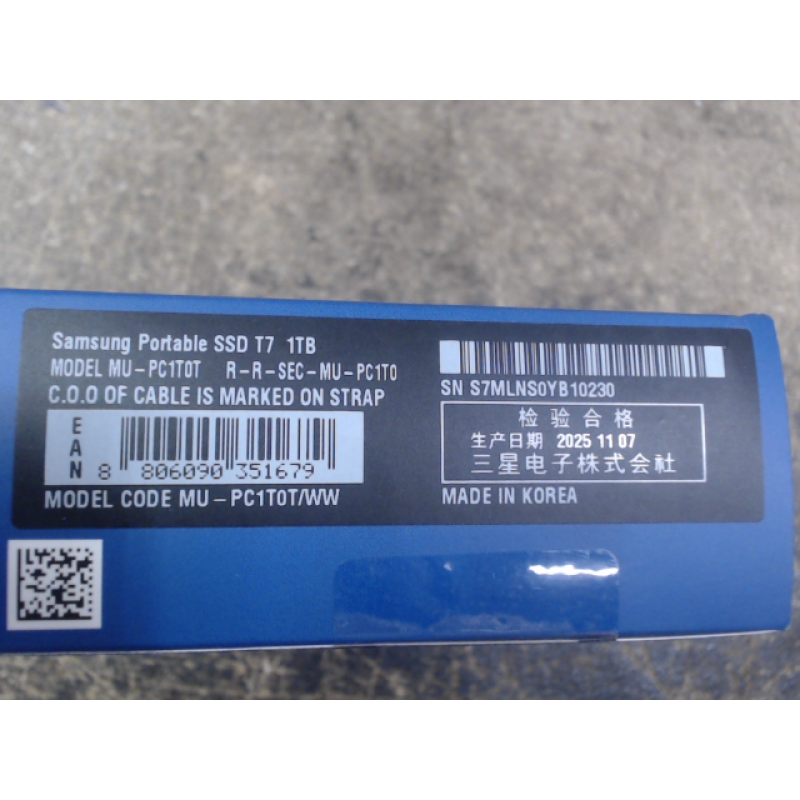 Samsung Portable SSD T7 1TB
MODEL MU-PC1T0T R-R-SEC-MU-PC1T0
C.O.O OF CABLE IS MARKED ON STRAP
EAN
8 806090 351679
MODEL CODE MU-PC1T0T/WW
SN S7MLNS0YB10230
检验合格
生产日期 2025 11 07
三星电子株式会社
MADE IN KOREA